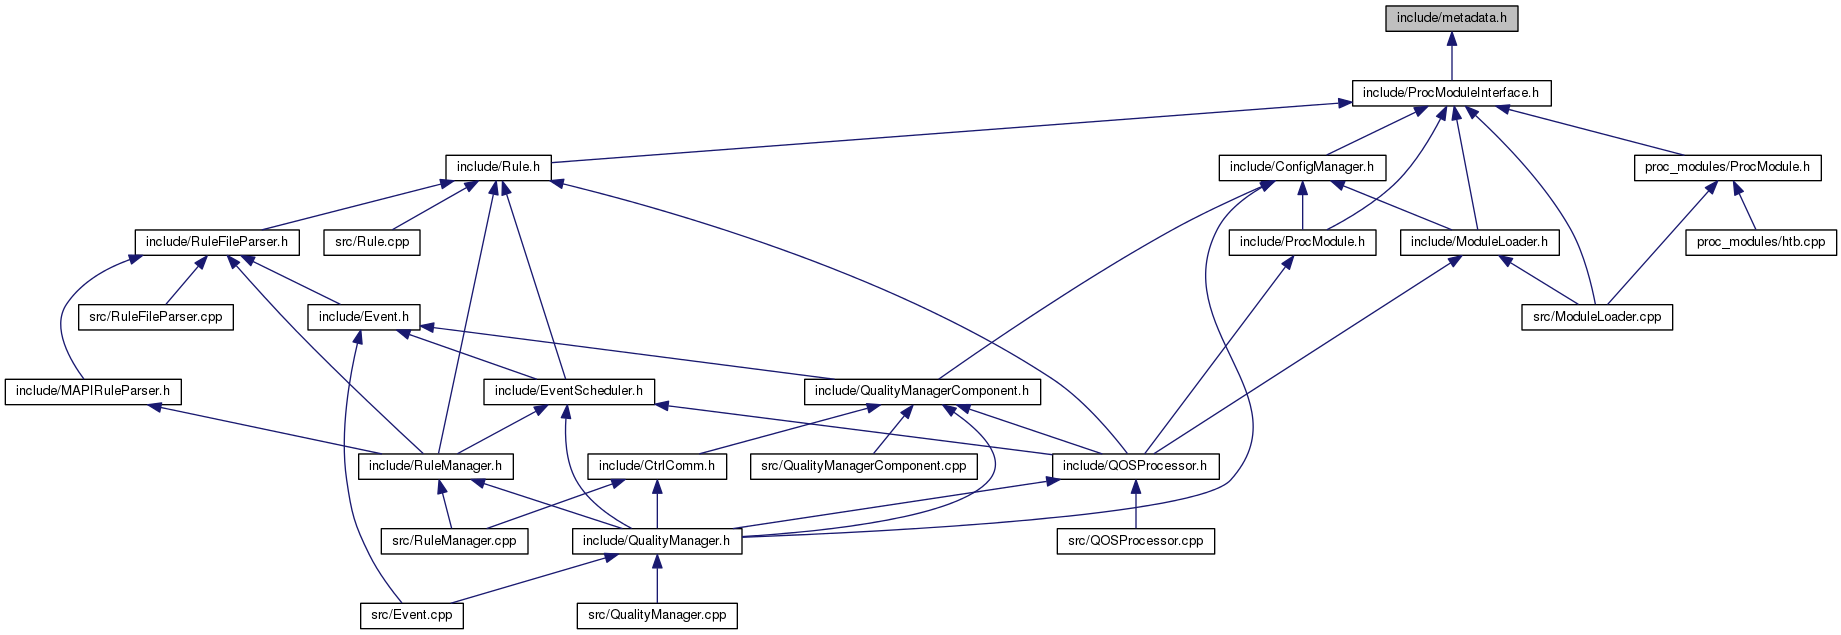 include/metadata.h
include/ProcModuleInterface.h
include/Rule.h
include/ConfigManager.h
proc_modules/ProcModule.h
include/RuleFileParser.h
src/Rule.cpp
include/ProcModule.h
include/ModuleLoader.h
proc_modules/htb.cpp
src/RuleFileParser.cpp
include/Event.h
src/ModuleLoader.cpp
include/MAPIRuleParser.h
include/EventScheduler.h
include/QualityManagerComponent.h
include/RuleManager.h
include/CtrlComm.h
src/QualityManagerComponent.cpp
include/QOSProcessor.h
src/RuleManager.cpp
include/QualityManager.h
src/QOSProcessor.cpp
src/Event.cpp
src/QualityManager.cpp